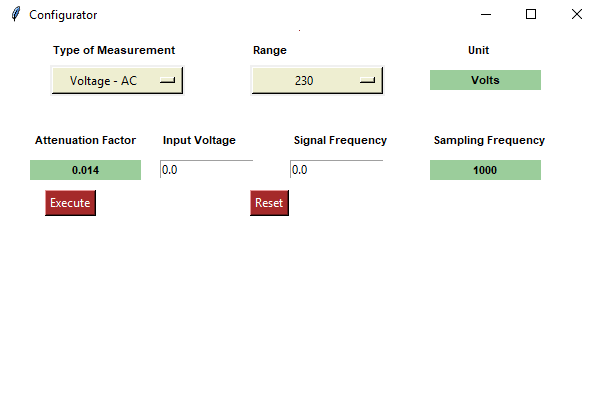 Configurator
Type of Measurement Range Unit
Voltage - AC 230 Volts
Attenuation Factor Input Voltage Signal Frequency Sampling Frequency
0.014 0.0 0.0 1000
Execute Reset